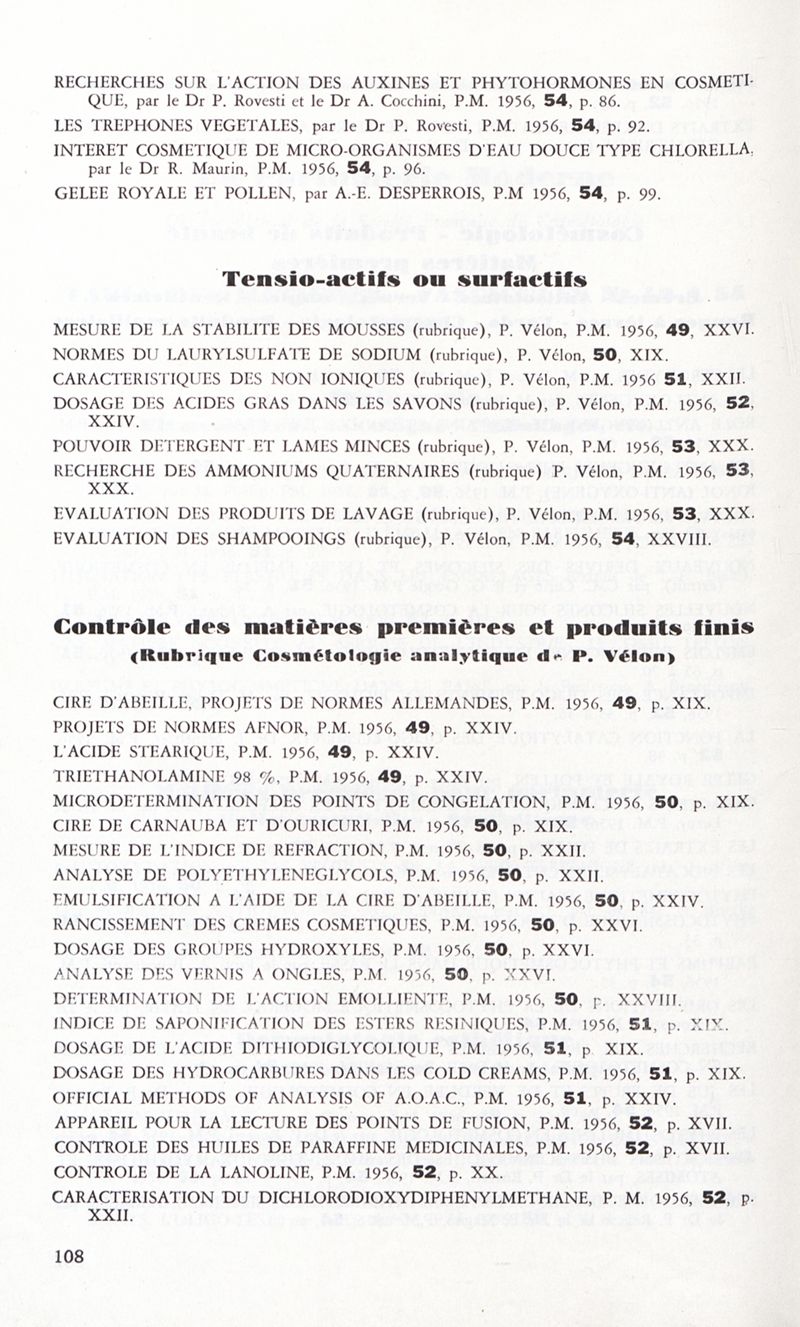 RECHERCHES SUR L'ACTION DES AUXINES ET PHYTOHORMONES EN COSMETI-
QUE, par le Dr P. Rovesti et le Dr A. Cocchini, P.M. 1956, 54, p. 86.
LES TREPHONES VEGETALES, par le Dr P. Rovesti, P.M. 1956, 54, p. 92.
INTERET COSMETIQUE DE MICRO-ORGANISMES D'EAU DOUCE TYPE CHLORELLA,
par le Dr R. Maurin, P.M. 1956, 54, p. 96.
GELEE ROYALE ET POLLEN, par A.-E. DESPERROIS, P.M 1956, 54, p. 99.
Tensio-actifs ou surfactifs
MESURE DE LA STABILITE DES MOUSSES (rubrique), P. Vélon, P.M. 1956, 49, XXVI.
NORMES DU LAURYLSULFATE DE SODIUM (rubrique), P. Vélon, 50, XIX.
CARACTERISTIQUES DES NON IONIQUES (rubrique), P. Vélon, P.M. 1956 51, XXII.
DOSAGE DES ACIDES GRAS DANS LES SAVONS (rubrique), P. Vélon, P.M. 1956, 52,
XXIV.
POUVOIR DETERGENT ET LAMES MINCES (rubrique), P. Vélon, P.M. 1956, 53, XXX.
RECHERCHE DES AMMONIUMS QUATERNAIRES (rubrique) P. Vélon, P.M. 1956, 53,
XXX.
EVALUATION DES PRODUITS DE LAVAGE (rubrique), P. Vélon, P.M. 1956, 53, XXX.
EVALUATION DES SHAMPOOINGS (rubrique), P. Vélon, P.M. 1956, 54, XXVIII.
Contrôle des matières premières et produits finis
(Rubrique Cosmétologie analytique de P. Vélon)
CIRE D'ABEILLE, PROJETS DE NORMES ALLEMANDES, P.M. 1956, 49, p. XIX.
PROJETS DE NORMES AFNOR, P.M. 1956, 49, p. XXIV.
L'ACIDE STEARIQUE, P.M. 1956, 49, p. XXIV.
TRIETHANOLAMINE 98 %, P.M. 1956, 49, p. XXIV.
MICRODETERMINATION DES POINTS DE CONGELATION, P.M. 1956, 50, p. XIX.
CIRE DE CARNAUBA ET D'OURICURI, P.M. 1956, 50, p. XIX.
MESURE DE L'INDICE DE REFRACTION, P.M. 1956, 50, p. XXII.
ANALYSE DE POLYETHYLENEGLYCOLS, P.M. 1956, 50, p. XXII.
EMULSIFICATION A L'AIDE DE LA CIRE D'ABEILLE, P.M. 1956, 50, p. XXIV.
RANCISSEMENT DES CREMES COSMETIQUES, P.M. 1956, 50, p. XXVI.
DOSAGE DES GROUPES HYDROXYLES, P.M. 1956, 50, p. XXVI.
ANALYSE DES VERNIS A ONGLES, P.M. 1956, 50, p. XXVI.
DETERMINATION DE L'ACTION EMOLLIENTE, P.M. 1956, 50, p. XXVIII.
INDICE DE SAPONIFICATION DES ESTERS RESINIQUES, P.M. 1956, 51, p. XIX.
DOSAGE DE L'ACIDE DITHIODIGLYCOLIQUE, P.M. 1956, 51, p XIX.
DOSAGE DES HYDROCARBURES DANS LES COLD CREAMS, P.M. 1956, 51, p. XIX.
OFFICIAL METHODS OF ANALYSIS OF A.O.A.C., P.M. 1956, 51, p. XXIV.
APPAREIL POUR LA LECTURE DES POINTS DE FUSION, P.M. 1956, 52, p. XVII.
CONTROLE DES HUILES DE PARAFFINE MEDICINALES, P.M. 1956, 52, p. XVII.
CONTROLE DE LA LANOLINE, P.M. 1956, 52, p. XX.
CARACTERISATION DU DICHLORODIOXYDIPHENYLMETHANE, P. M. 1956, 52, p.
XXII.
108